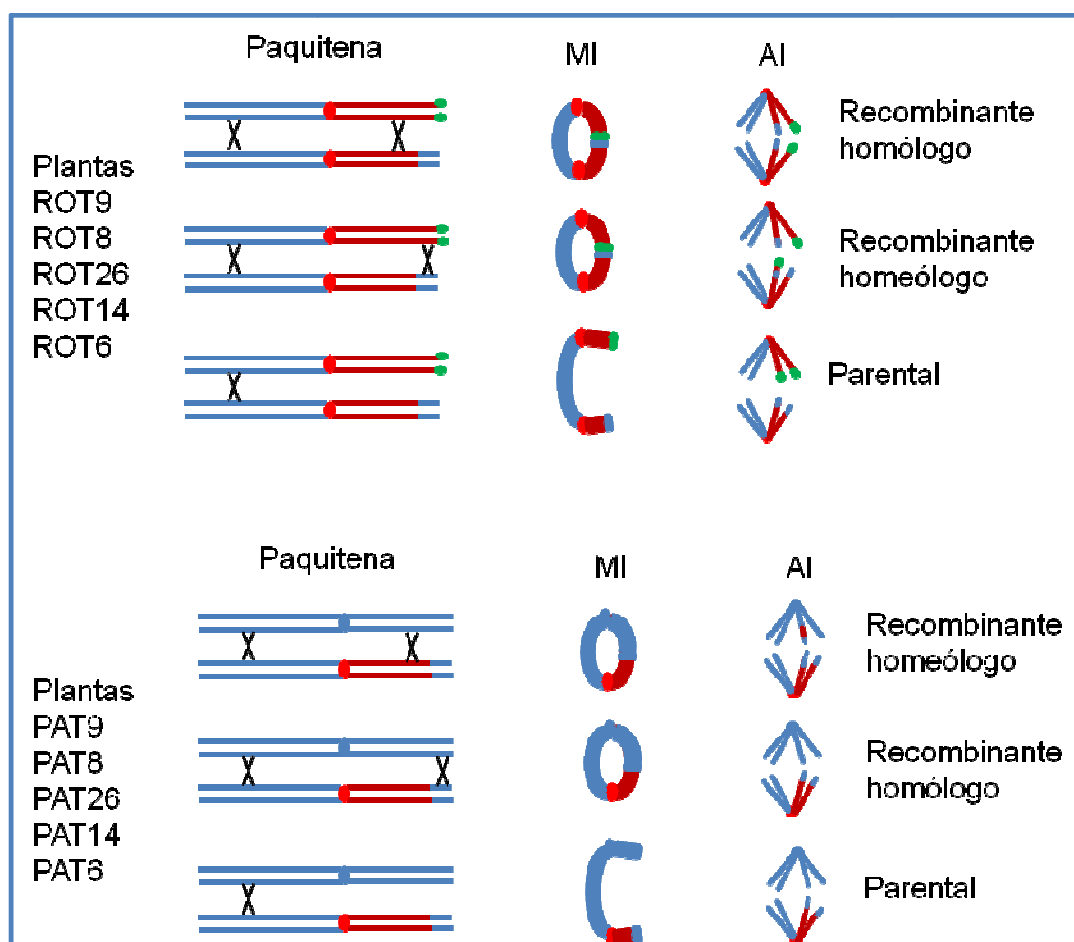 Paquitena
MI
AI
Plantas
ROT9
ROT8
ROT26
ROT14
ROT6
Recombinante
homólogo
Recombinante
homeólogo
Parental
Paquitena
MI
AI
Plantas
PAT9
PAT8
PAT26
PAT14
PAT6
Recombinante
homeólogo
Recombinante
homólogo
Parental